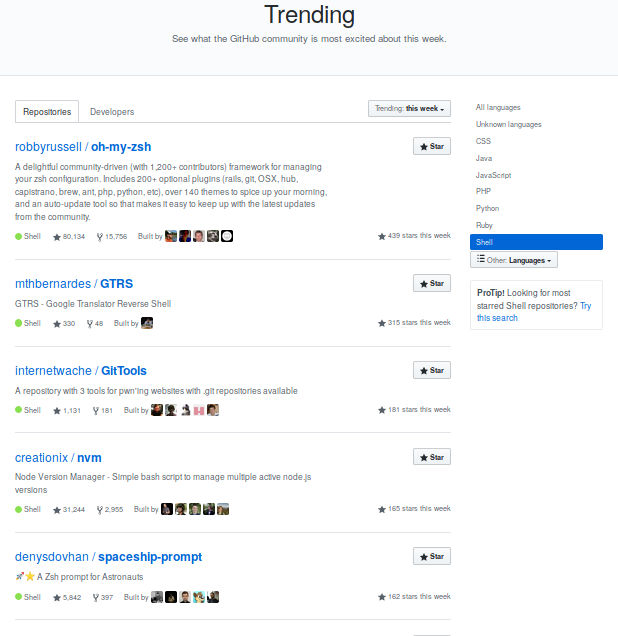 Trending
See what the GitHub community is most excited about this week.
Repositories
Developers
Trending: this week
robbyrussell / oh-my-zsh
Star
A delightful community-driven (with 1,200+ contributors) framework for managing
your zsh configuration. Includes 200+ optional plugins (rails, git, OSX, hub,
capistrano, brew, ant, php, python, etc), over 140 themes to spice up your morning,
and an auto-update tool so that makes it easy to keep up with the latest updates
from the community.
Shell 80,134 15,756 Built by 439 stars this week
mthbernardes / GTRS
Star
GTRS - Google Translator Reverse Shell
Shell 330 48 Built by 315 stars this week
internetwache / GitTools
Star
A repository with 3 tools for pwn'ing websites with .git repositories available
Shell 1,131 181 Built by 181 stars this week
creationix / nvm
Star
Node Version Manager - Simple bash script to manage multiple active node.js
versions
Shell 31,244 2,955 Built by 165 stars this week
denysdovhan / spaceship-prompt
Star
🚀⭐ A Zsh prompt for Astronauts
Shell 5,842 397 Built by 162 stars this week
All languages
Unknown languages
CSS
Java
JavaScript
PHP
Python
Ruby
Shell
Other: Languages
ProTip! Looking for most
starred Shell repositories? Try
this search